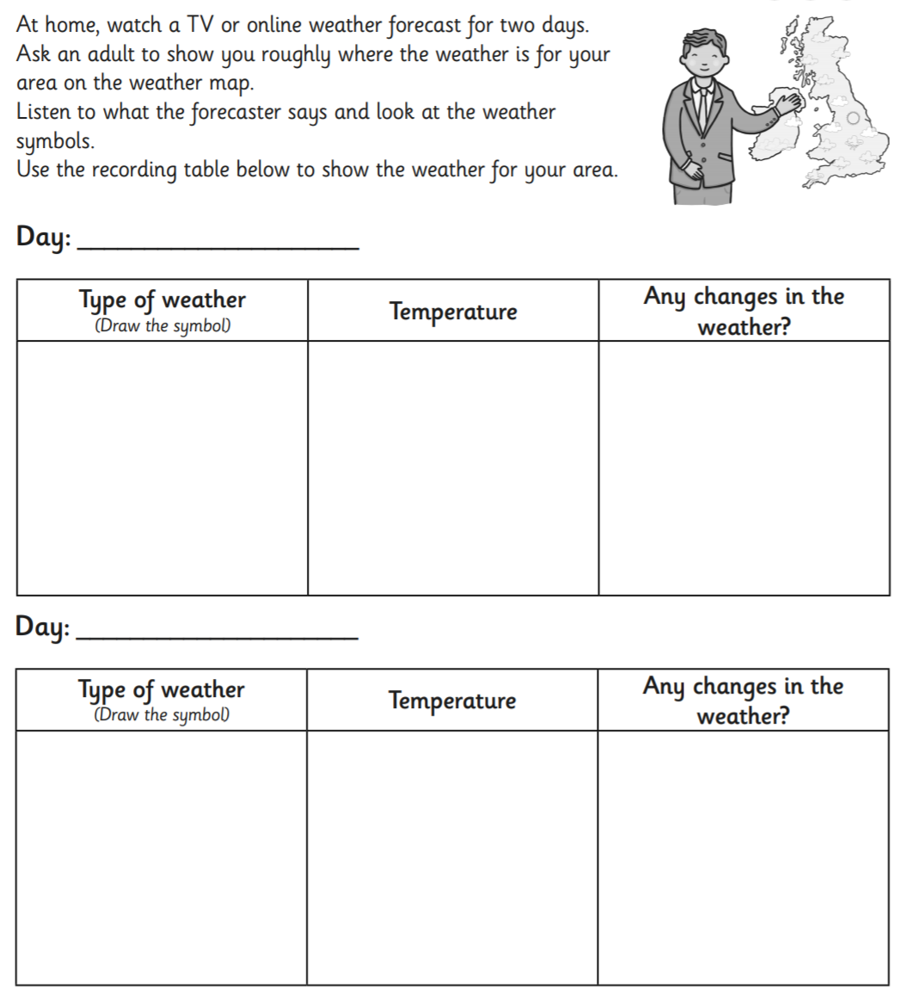 At home, watch a TV or online weather forecast for two days.
Ask an adult to show you roughly where the weather is for your
area on the weather map.
Listen to what the forecaster says and look at the weather
symbols.
Use the recording table below to show the weather for your area.
Day: ____________________
Type of weather
(Draw the symbol)
Temperature
Any changes in the
weather?
Day: ____________________
Type of weather
(Draw the symbol)
Temperature
Any changes in the
weather?